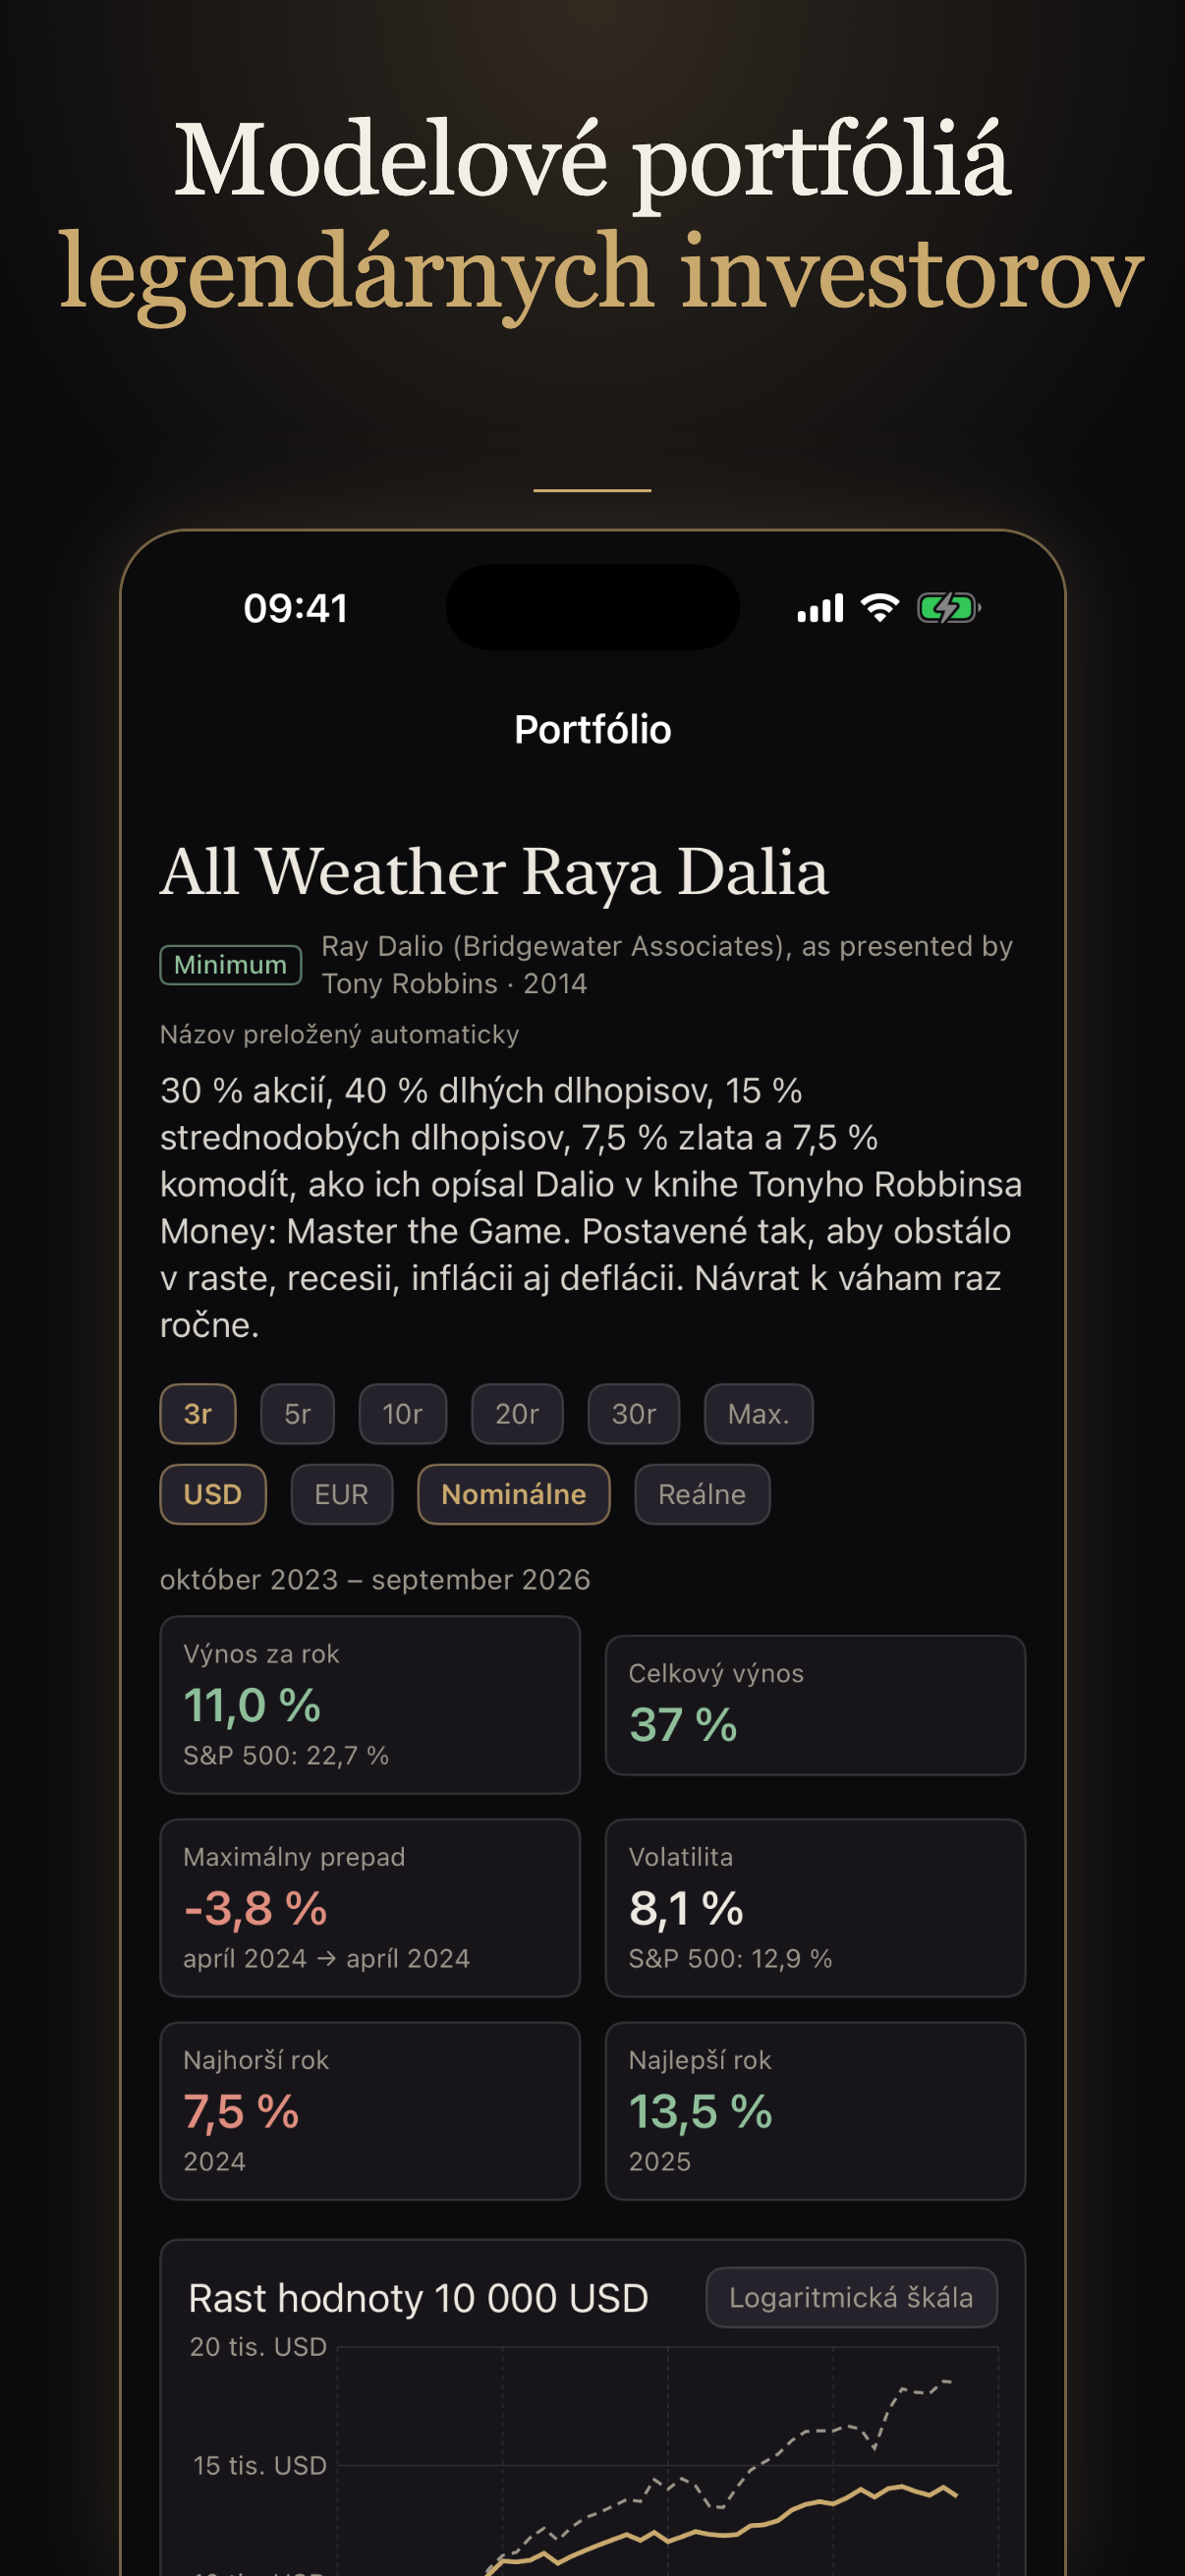 Modelové portfóliá
legendárnych investorov
09:41
Portfólio
All Weather Raya Dalia
Minimum
Ray Dalio (Bridgewater Associates), as presented by
Tony Robbins · 2014
Názov preložený automaticky
30 % akcií, 40 % dlhých dlhopisov, 15 %
strednodobých dlhopisov, 7,5 % zlata a 7,5 %
komodít, ako ich opísal Dalio v knihe Tonyho Robbinsa
Money: Master the Game. Postavené tak, aby obstálo
v raste, recesii, inflácii aj deflácii. Návrat k váham raz
ročne.
3r 5r 10r 20r 30r Max.
USD EUR Nominálne Reálne
október 2023 – september 2026
Výnos za rok
11,0 %
S&P 500: 22,7 %
Celkový výnos
37 %
Maximálny prepad
-3,8 %
apríl 2024 → apríl 2024
Volatilita
8,1 %
S&P 500: 12,9 %
Najhorší rok
7,5 %
2024
Najlepší rok
13,5 %
2025
Rast hodnoty 10 000 USD
Logaritmická škála
20 tis. USD
15 tis. USD